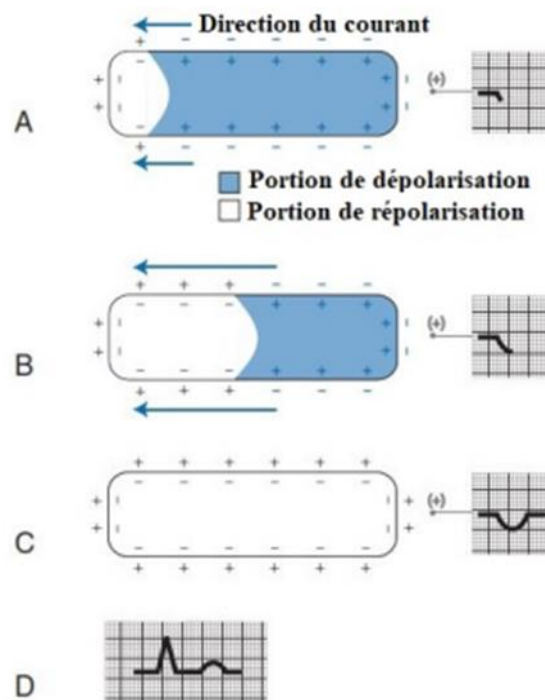 Direction du courant
+ - - - - -
- + + + + +
+ - + -
(+)
A
+ - + -
- + + + + +
+ - - - - -
Portion de dépolarisation
Portion de répolarisation
+ + + - - -
- - - + + +
+ - + -
(+)
B
+ - + -
- - - + + +
+ + + - - -
+ + + + + +
- - - - - -
+ - - +
(+)
C
+ - - +
- - - - - -
+ + + + + +
D